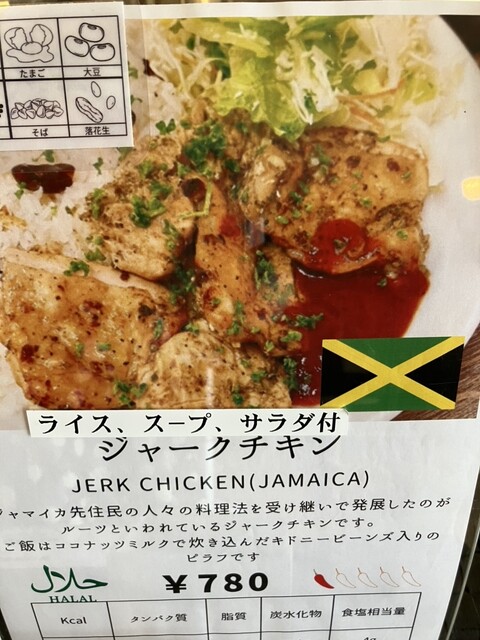 たまご 大豆
そば 落花生
ライス、スープ、サラダ付
ジャークチキン
JERK CHICKEN(JAMAICA)
ジャマイカ先住民の人々の料理法を受け継いで発展したのが
ルーツといわれているジャークチキンです。
ご飯はココナッツミルクで炊き込んだキドニービーンズ入りの
ピラフです
حلال
HALAL
¥780
Kcal タンパク質 脂質 炭水化物 食塩相当量